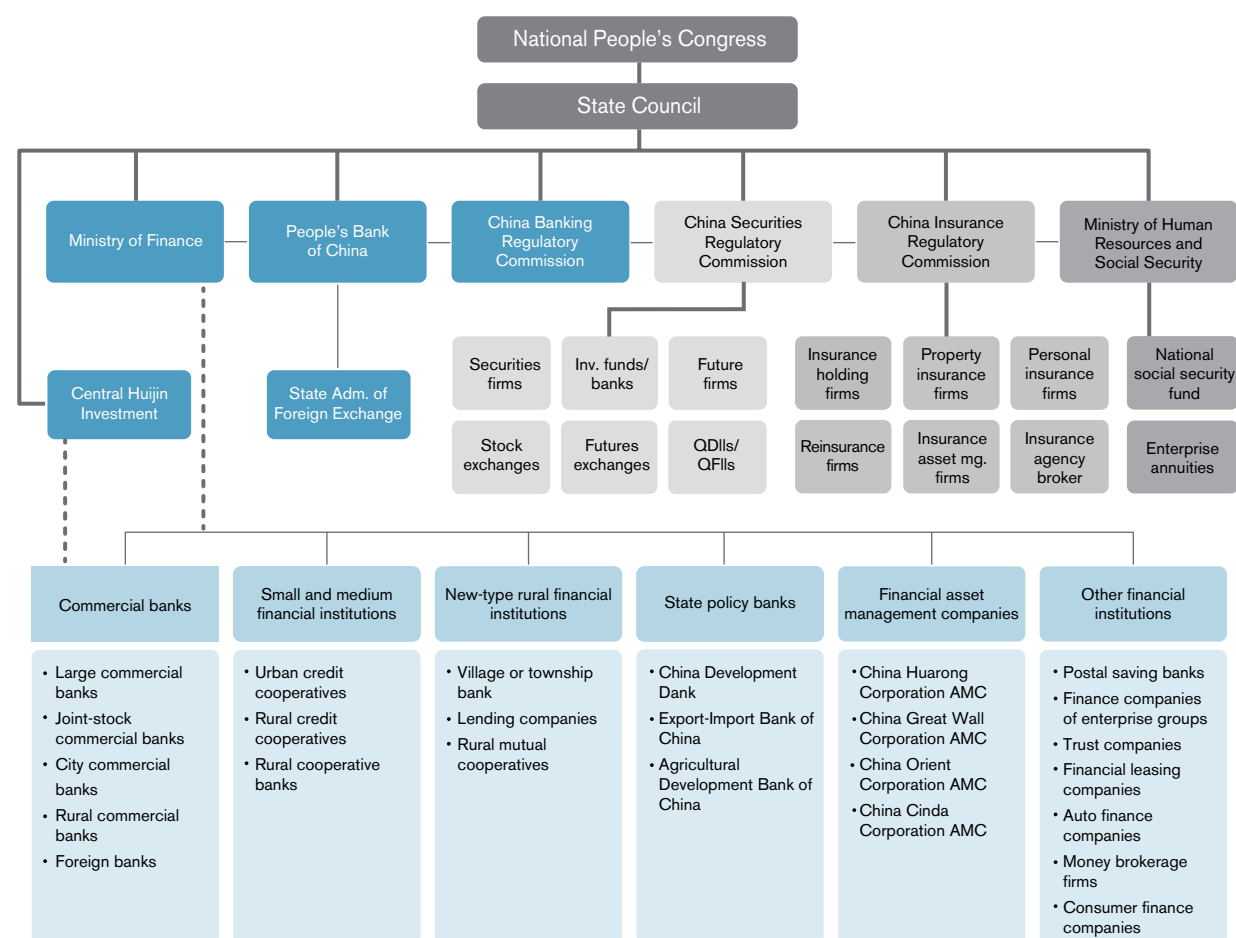 National People's Congress
State Council
Ministry of Finance
People's Bank
of China
China Banking
Regulatory
Commission
China Securities
Regulatory
Commission
China Insurance
Regulatory
Commission
Ministry of Human
Resources and
Social Security
Central Huijin
Investment
State Adm. of
Foreign Exchange
Securities
firms
Inv. funds/
banks
Future
firms
Stock
exchanges
Futures
exchanges
QDlls/
QFlls
Insurance
holding
firms
Property
insurance
firms
Personal
insurance
firms
Reinsurance
firms
Insurance
asset mg.
firms
Insurance
agency
broker
National
social security
fund
Enterprise
annuities
Commercial banks
• Large commercial
banks
• Joint-stock
commercial banks
• City commercial
banks
• Rural commercial
banks
• Foreign banks
Small and medium
financial institutions
• Urban credit
cooperatives
• Rural credit
cooperatives
• Rural cooperative
banks
New-type rural financial
institutions
• Village or township
bank
• Lending companies
• Rural mutual
cooperatives
State policy banks
• China Development
Dank
• Export-Import Bank of
China
• Agricultural
Development Bank of
China
Financial asset
management companies
• China Huarong
Corporation AMC
• China Great Wall
Corporation AMC
• China Orient
Corporation AMC
• China Cinda
Corporation AMC
Other financial
institutions
• Postal saving banks
• Finance companies
of enterprise groups
• Trust companies
• Financial leasing
companies
• Auto finance
companies
• Money brokerage
firms
• Consumer finance
companies